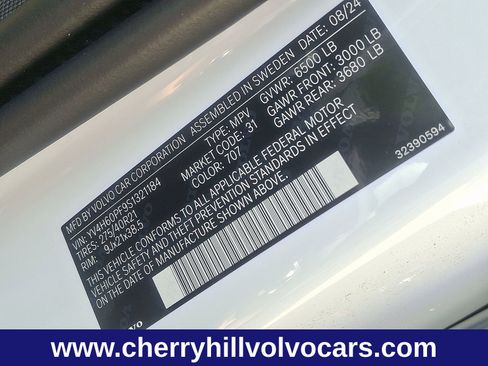 MFD BY VOLVO CAR CORPORATION ASSEMBLED IN SWEDEN DATE: 08/24
VIN: YV4H60PF9S1321184 TYPE: MPV GVWR: 6500 LB
TIRES: 275/40R21 MARKET CODE: 31 GAWR FRONT: 3000 LB
RIM: 9Jx21x38.5 COLOR: 707 GAWR REAR: 3680 LB
THIS VEHICLE CONFORMS TO ALL APPLICABLE FEDERAL MOTOR
VEHICLE SAFETY AND THEFT PREVENTION STANDARDS IN EFFECT
ON THE DATE OF MANUFACTURE SHOWN ABOVE.
32390594
www.cherryhillvolvocars.com